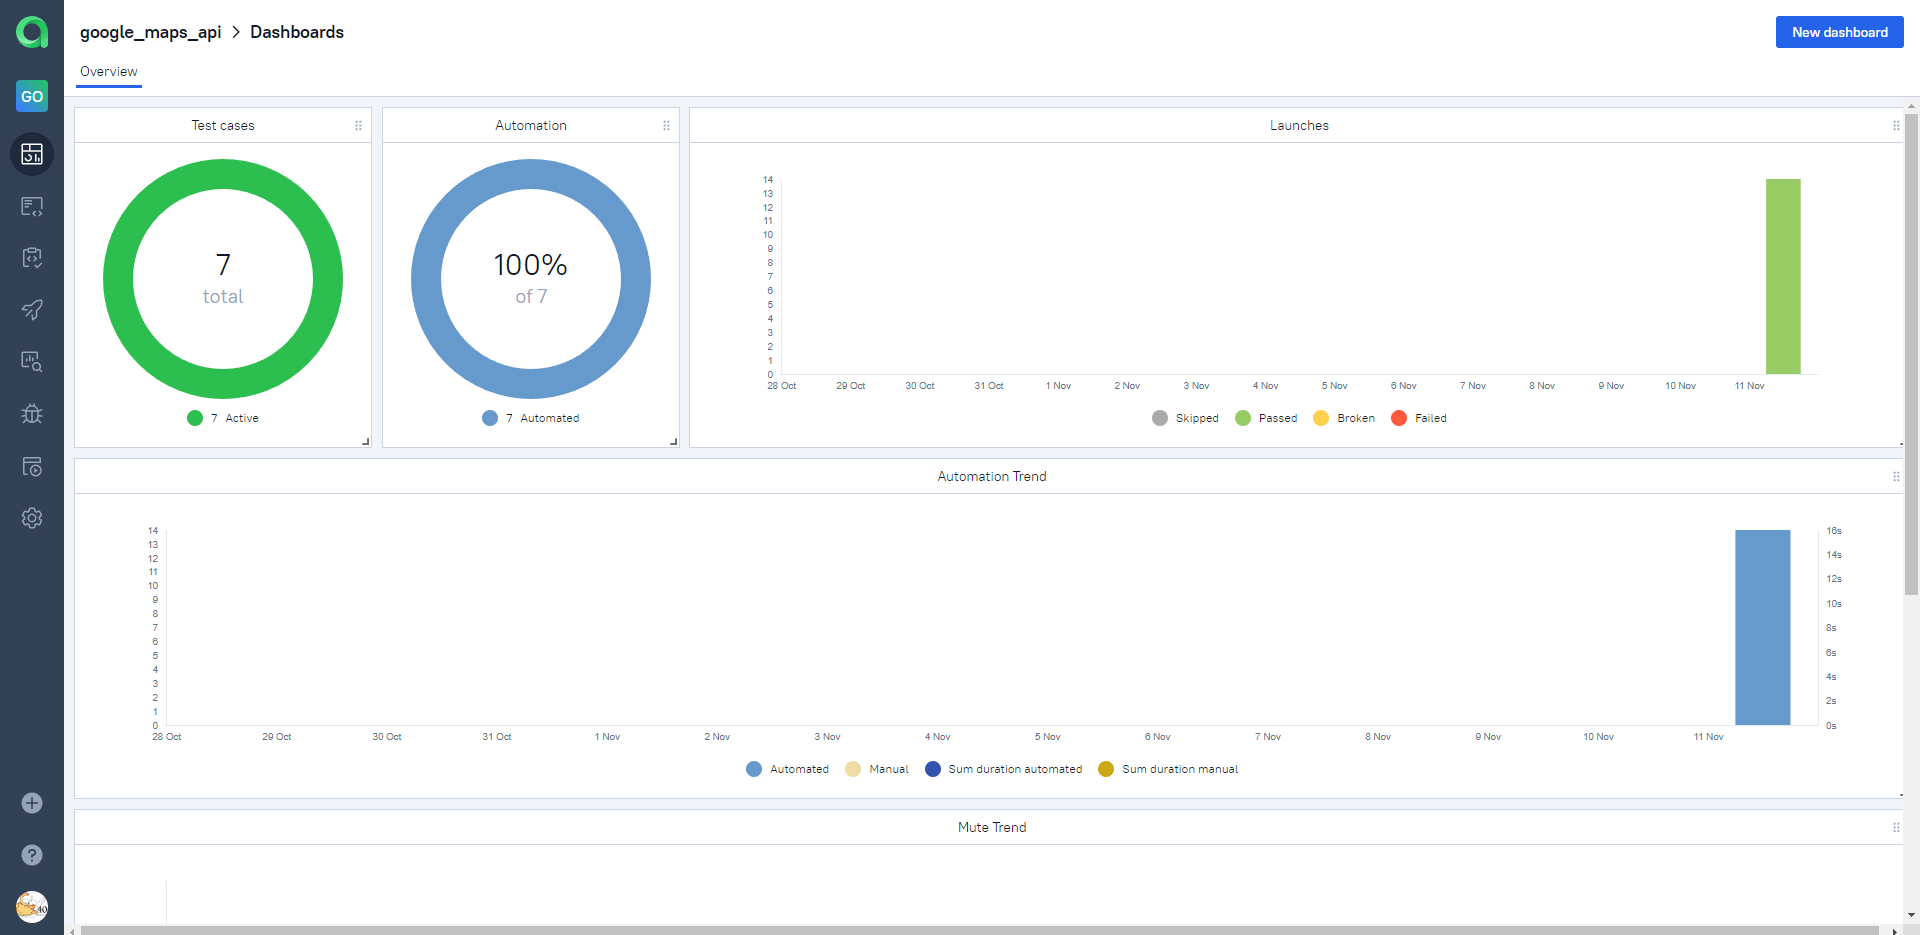 google_maps_api > Dashboards
New dashboard
Overview
GO
Test cases
7
total
7 Active
Automation
100%
of 7
7 Automated
Launches
14
13
12
11
10
9
8
7
6
5
4
3
2
1
0
28 Oct 29 Oct 30 Oct 31 Oct 1 Nov 2 Nov 3 Nov 4 Nov 5 Nov 6 Nov 7 Nov 8 Nov 9 Nov 10 Nov 11 Nov
Skipped Passed Broken Failed
Automation Trend
14
13
12
11
10
9
8
7
6
5
4
3
2
1
0
16s
14s
12s
10s
8s
6s
4s
2s
0s
28 Oct 29 Oct 30 Oct 31 Oct 1 Nov 2 Nov 3 Nov 4 Nov 5 Nov 6 Nov 7 Nov 8 Nov 9 Nov 10 Nov 11 Nov
Automated Manual Sum duration automated Sum duration manual
Mute Trend
?
40